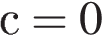 c = 0